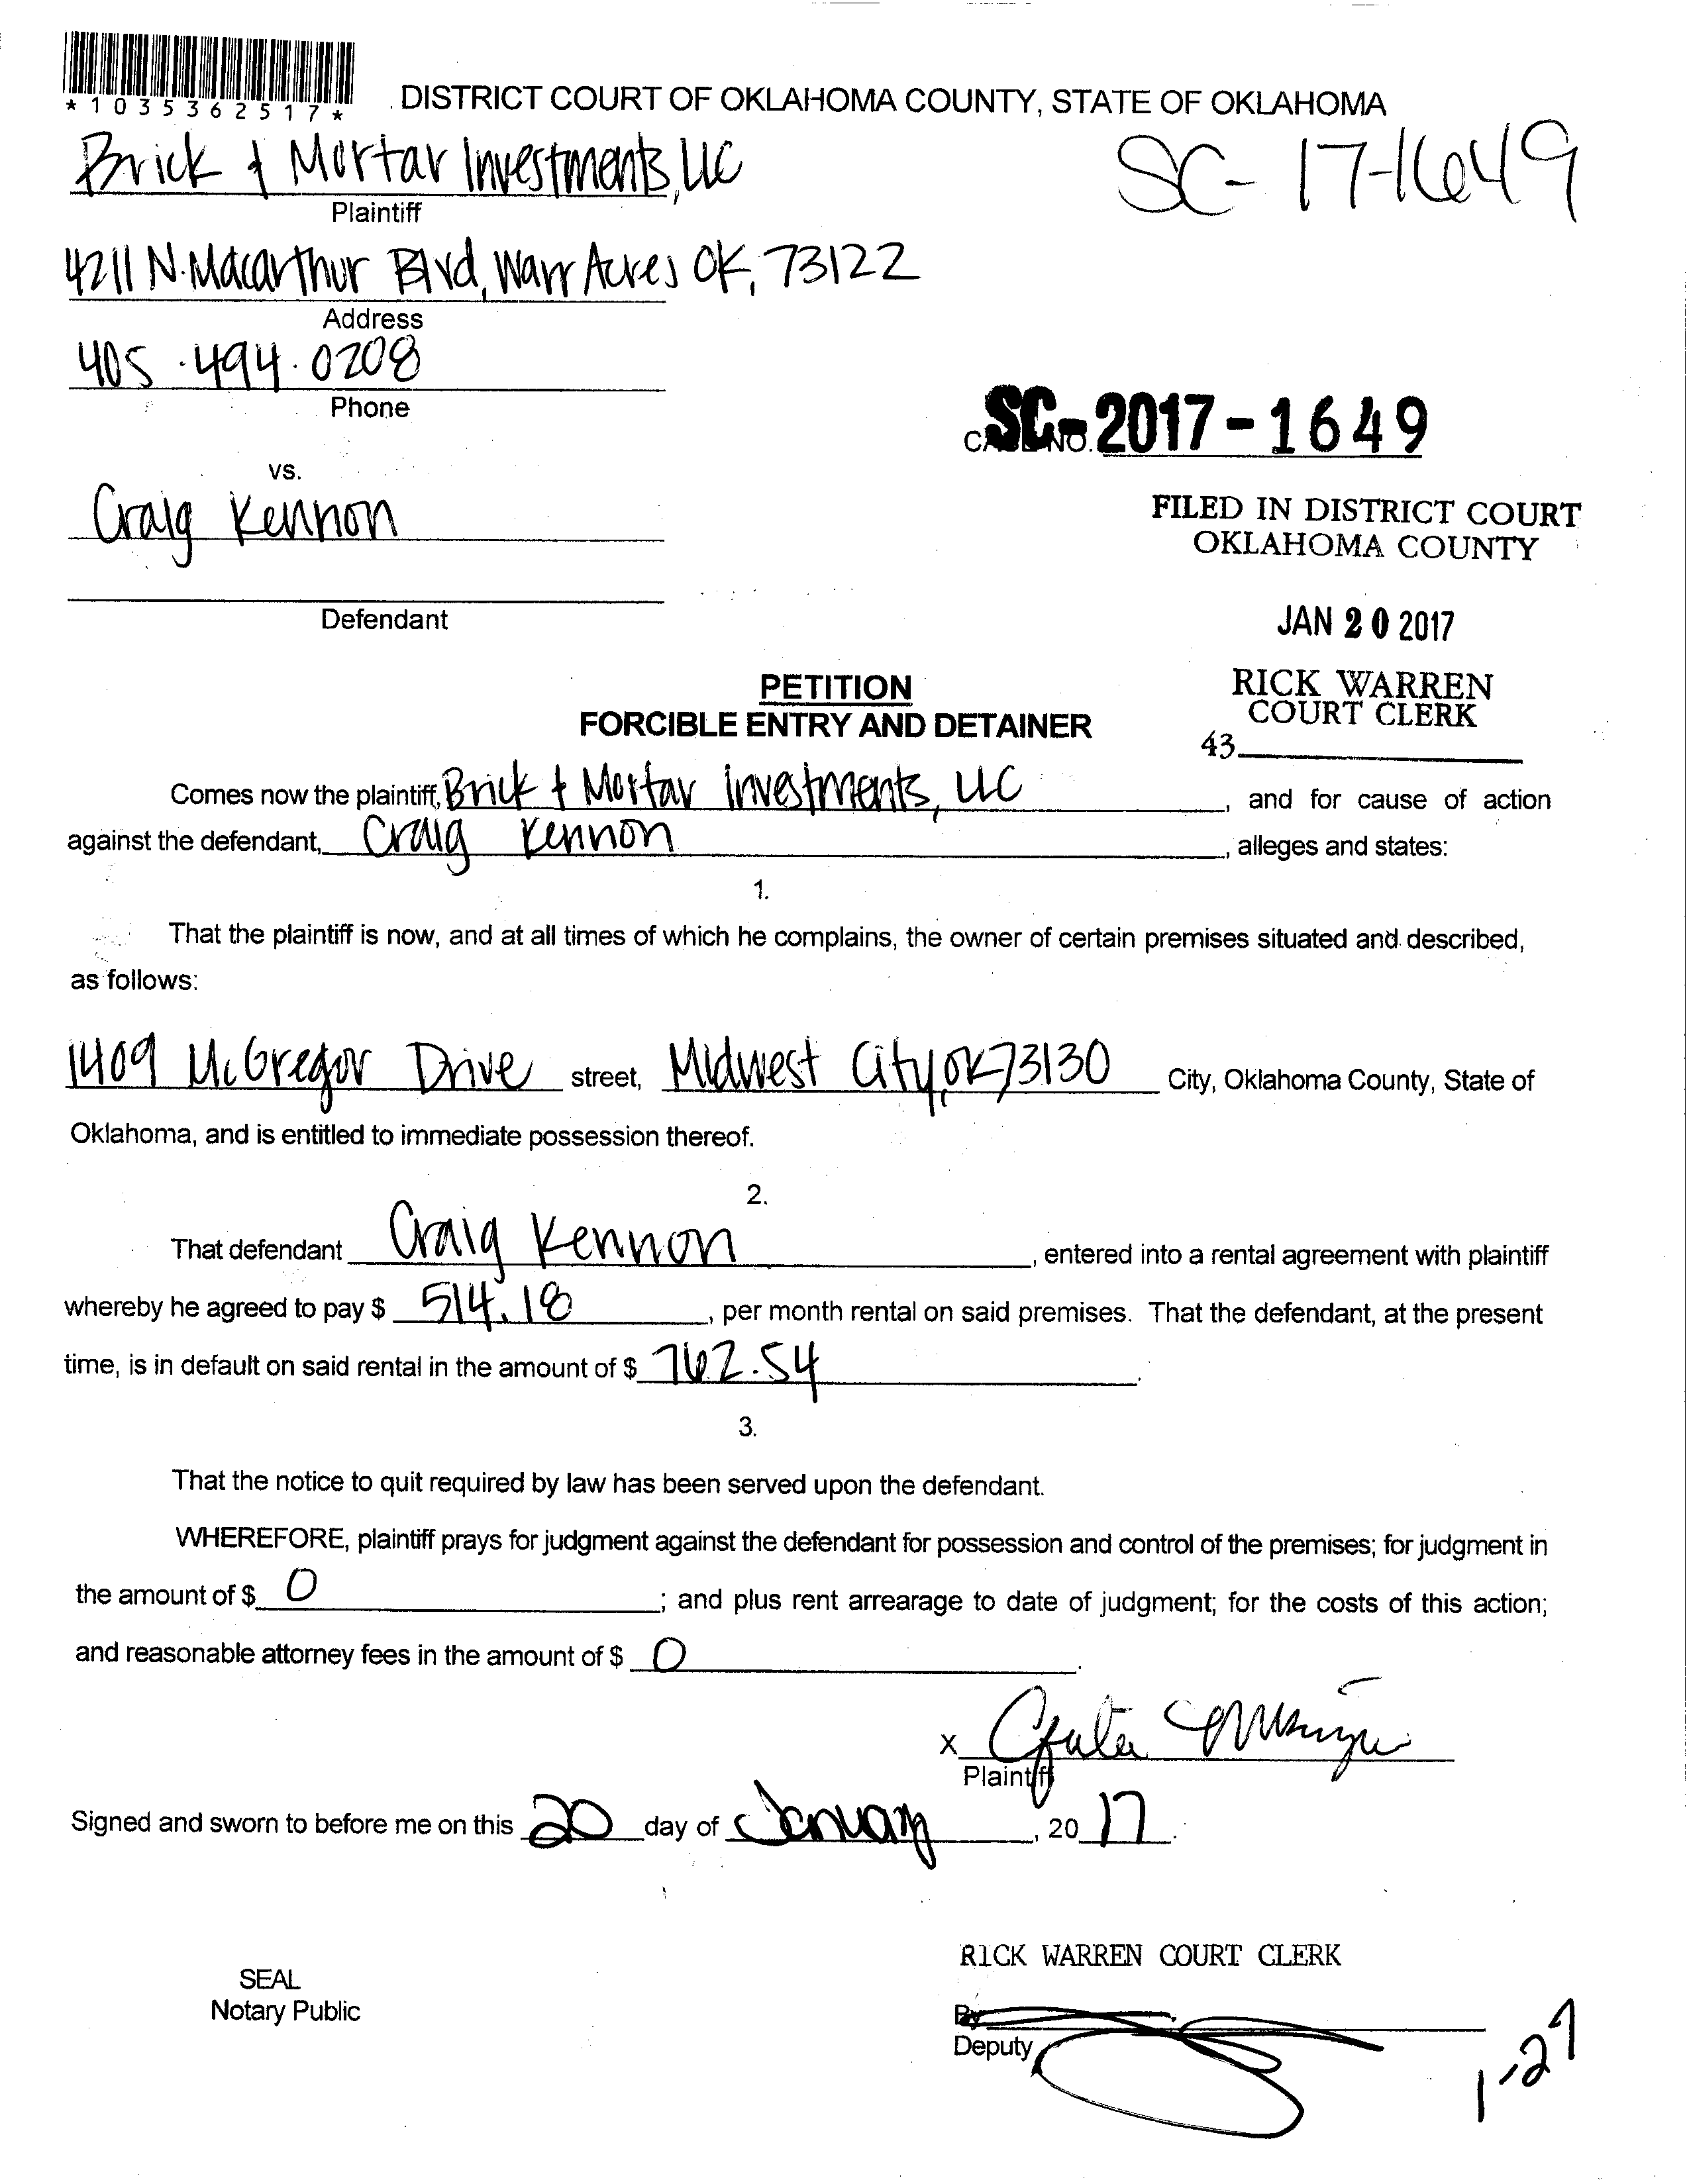 *1035362517*
DISTRICT COURT OF OKLAHOMA COUNTY, STATE OF OKLAHOMA
Brick & Mortar Investments, LLC
SC-17-1649
Plaintiff
4211 N. Macarthur Blvd, Warr Acres OK, 73122
Address
405.494.0208
Phone
SC-2017-1649
NO.
vs.
Craig Kennon
FILED IN DISTRICT COURT
OKLAHOMA COUNTY
Defendant
JAN 20 2017
PETITION
FORCIBLE ENTRY AND DETAINER
RICK WARREN
COURT CLERK
43
Comes now the plaintiff, Brick & Mortar Investments, LLC, and for cause of action
against the defendant, Craig Kennon, alleges and states:
1.
That the plaintiff is now, and at all times of which he complains, the owner of certain premises situated and described,
as follows:
1409 McGregor Drive street, Midwest City, OK 73130 City, Oklahoma County, State of
Oklahoma, and is entitled to immediate possession thereof.
2.
That defendant Craig Kennon, entered into a rental agreement with plaintiff
whereby he agreed to pay $ 514.18, per month rental on said premises. That the defendant, at the present
time, is in default on said rental in the amount of $ 762.54.
3.
That the notice to quit required by law has been served upon the defendant.
WHEREFORE, plaintiff prays for judgment against the defendant for possession and control of the premises; for judgment in
the amount of $ 0; and plus rent arrearage to date of judgment; for the costs of this action;
and reasonable attorney fees in the amount of $ 0.
X
Plaintiff
Signed and sworn to before me on this 20 day of January, 2017.
RICK WARREN COURT CLERK
SEAL
Notary Public
By
Deputy
1-27